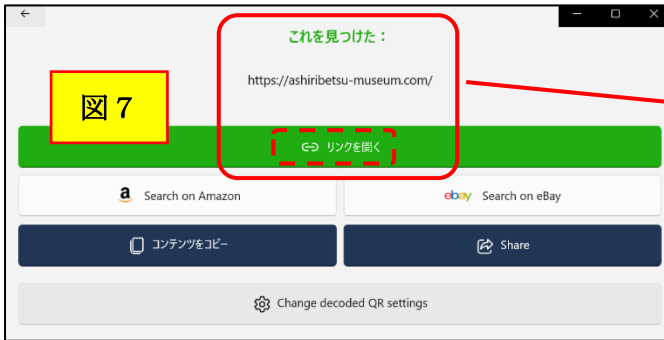 これを見つけた：
https://ashiribetsu-museum.com/
図７
リンクを開く
a Search on Amazon
ebay Search on eBay
コンテンツをコピー
Share
Change decoded QR settings